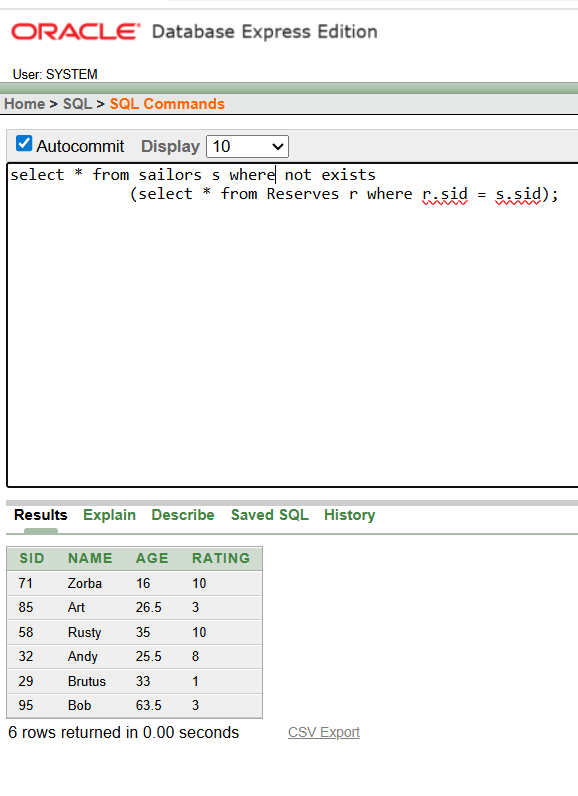 ORACLE® Database Express Edition
User: SYSTEM
Home > SQL > SQL Commands
Autocommit Display 10
select * from sailors s where not exists
(select * from Reserves r where r.sid = s.sid);
Results Explain Describe Saved SQL History
SID NAME AGE RATING
71 Zorba 16 10
85 Art 26.5 3
58 Rusty 35 10
32 Andy 25.5 8
29 Brutus 33 1
95 Bob 63.5 3
6 rows returned in 0.00 seconds CSV Export